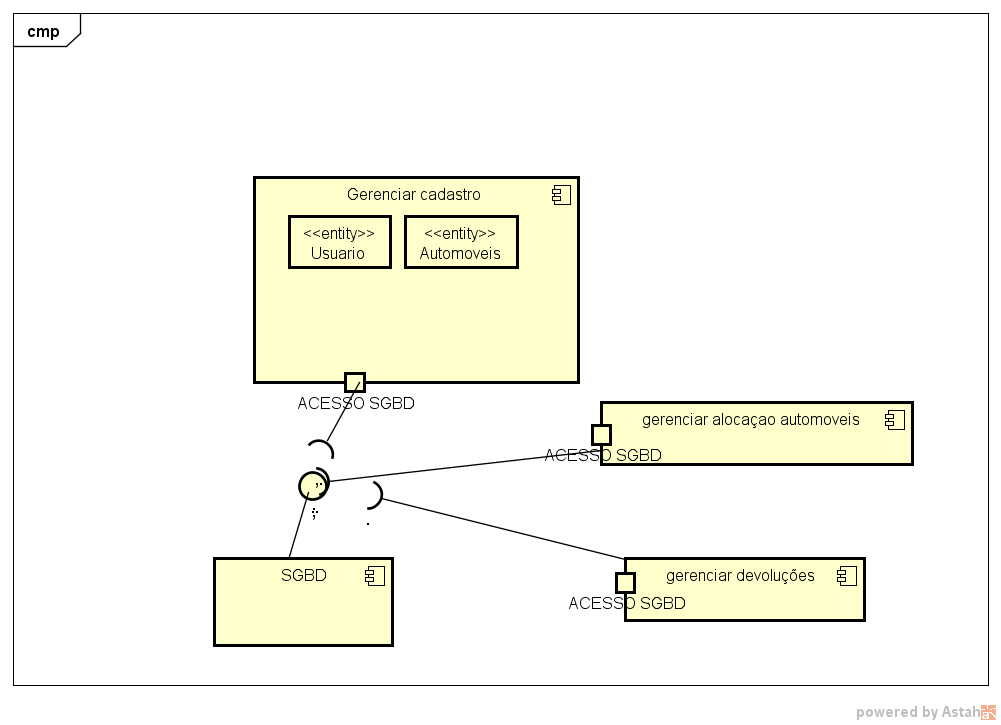 cmp
Gerenciar cadastro
<<entity>>
Usuario
<<entity>>
Automoveis
ACESSO SGBD
gerenciar alocaçao automoveis
ACESSO SGBD
SGBD
gerenciar devoluções
ACESSO SGBD
powered by Astah